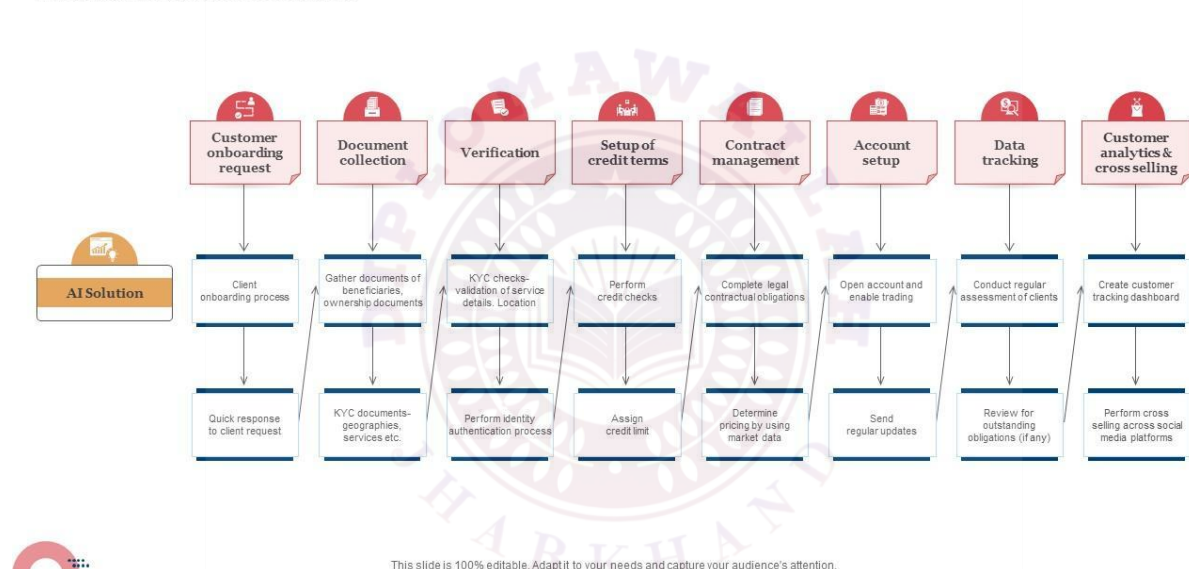 DIPLOMAWALLAH
JHARKHAND
Customer
onboarding
request
Document
collection
Verification
Setup of
credit terms
Contract
management
Account
setup
Data
tracking
Customer
analytics &
cross selling
AI Solution
Client
onboarding process
Gather documents of
beneficiaries,
ownership documents
KYC checks-
validation of service
details. Location
Perform
credit checks
Complete legal
contractual obligations
Open account and
enable trading
Conduct regular
assessment of clients
Create customer
tracking dashboard
Quick response
to client request
KYC documents-
geographies,
services etc.
Perform identity
authentication process
Assign
credit limit
Determine
pricing by using
market data
Send
regular updates
Review for
outstanding
obligations (if any)
Perform cross
selling across social
media platforms
This slide is 100% editable. Adapt it to your needs and capture your audience's attention.